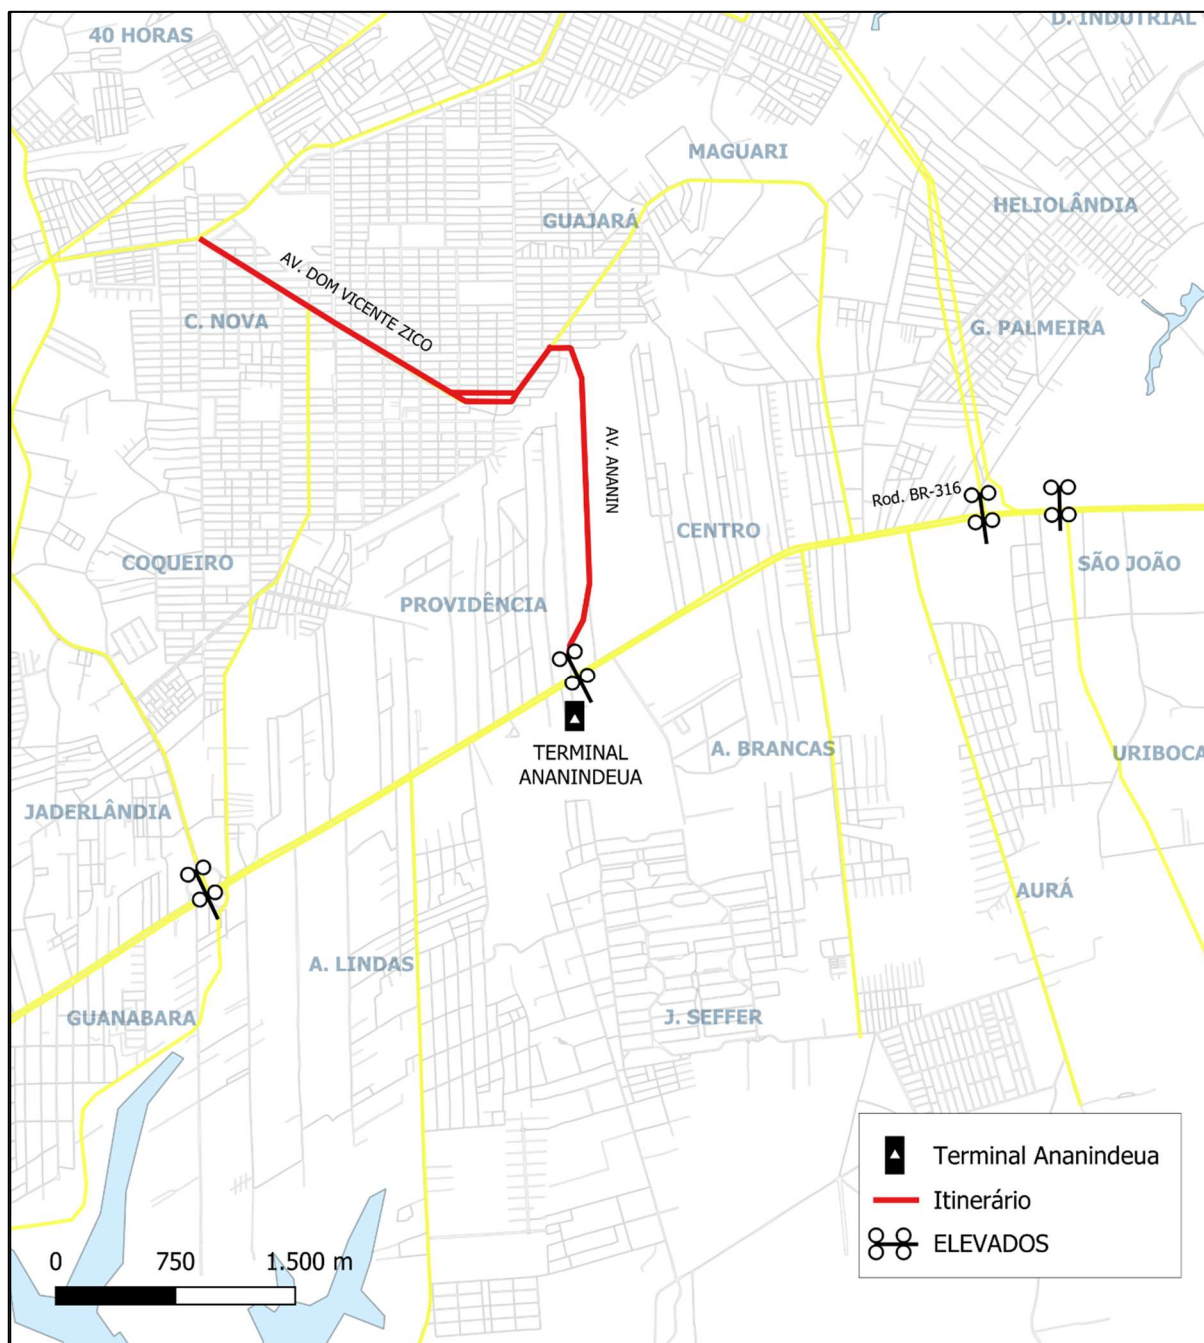 D. INDUTRIAL
40 HORAS
MAGUARI
HELIOLÂNDIA
GUAJARÁ
AV. DOM VICENTE ZICO
C. NOVA
G. PALMEIRA
AV. ANANIN
Rod. BR-316
CENTRO
COQUEIRO
SÃO JOÃO
PROVIDÊNCIA
A. BRANCAS
URIBOCA
TERMINAL
ANANINDEUA
JADERLÂNDIA
AURÁ
A. LINDAS
GUANABARA
J. SEFFER
Terminal Ananindeua
Itinerário
ELEVADOS
0 750 1.500 m